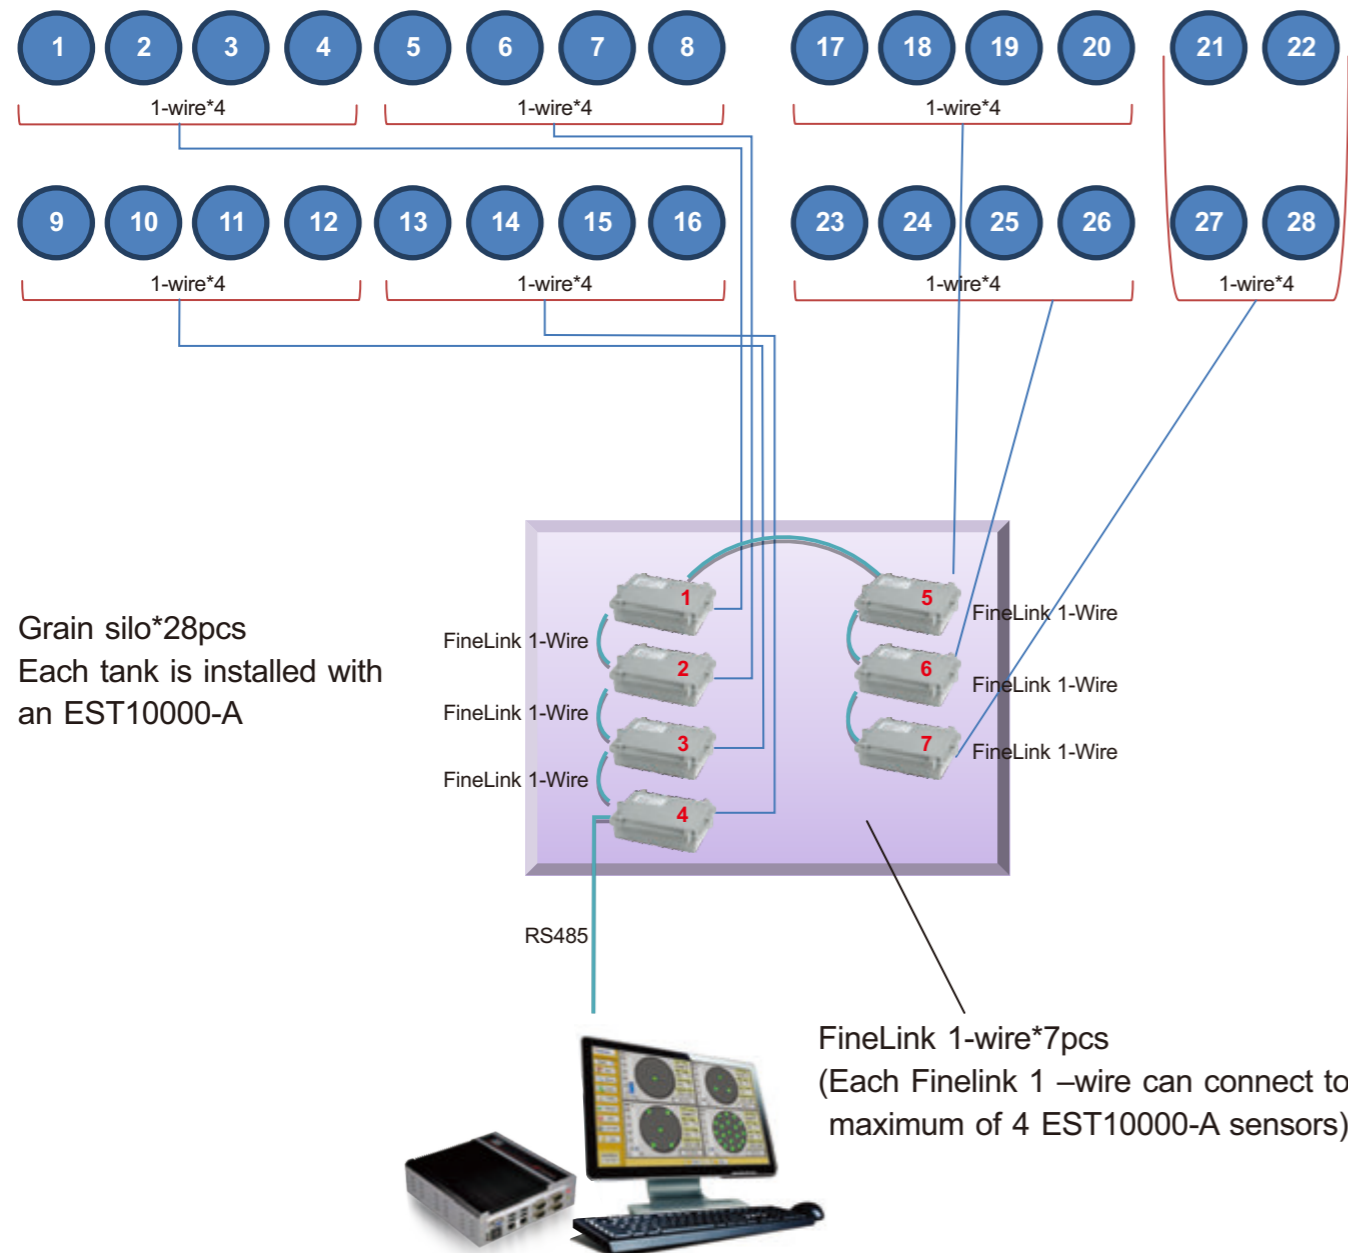 1 2 3 4 5 6 7 8 17 18 19 20 21 22
1-wire*4 1-wire*4 1-wire*4
9 10 11 12 13 14 15 16 23 24 25 26 27 28
1-wire*4 1-wire*4 1-wire*4 1-wire*4
Grain silo*28pcs
Each tank is installed with
an EST10000-A
1
FineLink 1-Wire
2
FineLink 1-Wire
3
FineLink 1-Wire
4
5
FineLink 1-Wire
6
FineLink 1-Wire
7
FineLink 1-Wire
RS485
FineLink 1-wire*7pcs
(Each Finelink 1 –wire can connect to
maximum of 4 EST10000-A sensors)